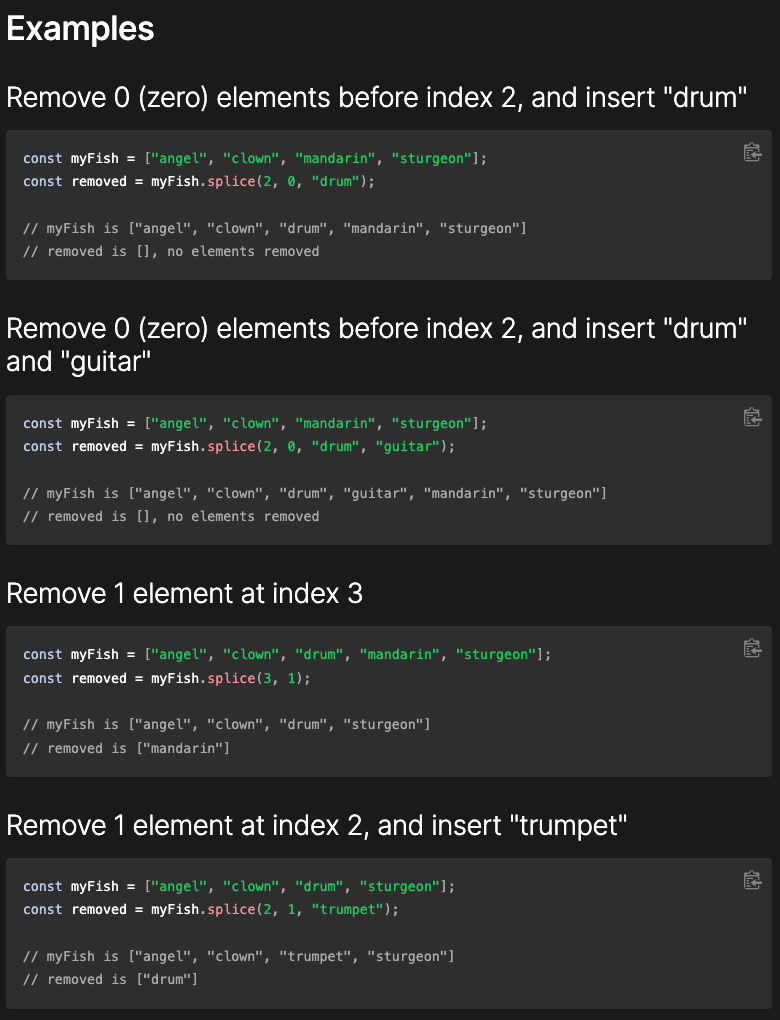 Examples
Remove 0 (zero) elements before index 2, and insert "drum"
const myFish = ["angel", "clown", "mandarin", "sturgeon"];
const removed = myFish.splice(2, 0, "drum");
// myFish is ["angel", "clown", "drum", "mandarin", "sturgeon"]
// removed is [], no elements removed
Remove 0 (zero) elements before index 2, and insert "drum"
and "guitar"
const myFish = ["angel", "clown", "mandarin", "sturgeon"];
const removed = myFish.splice(2, 0, "drum", "guitar");
// myFish is ["angel", "clown", "drum", "guitar", "mandarin", "sturgeon"]
// removed is [], no elements removed
Remove 1 element at index 3
const myFish = ["angel", "clown", "drum", "mandarin", "sturgeon"];
const removed = myFish.splice(3, 1);
// myFish is ["angel", "clown", "drum", "sturgeon"]
// removed is ["mandarin"]
Remove 1 element at index 2, and insert "trumpet"
const myFish = ["angel", "clown", "drum", "sturgeon"];
const removed = myFish.splice(2, 1, "trumpet");
// myFish is ["angel", "clown", "trumpet", "sturgeon"]
// removed is ["drum"]